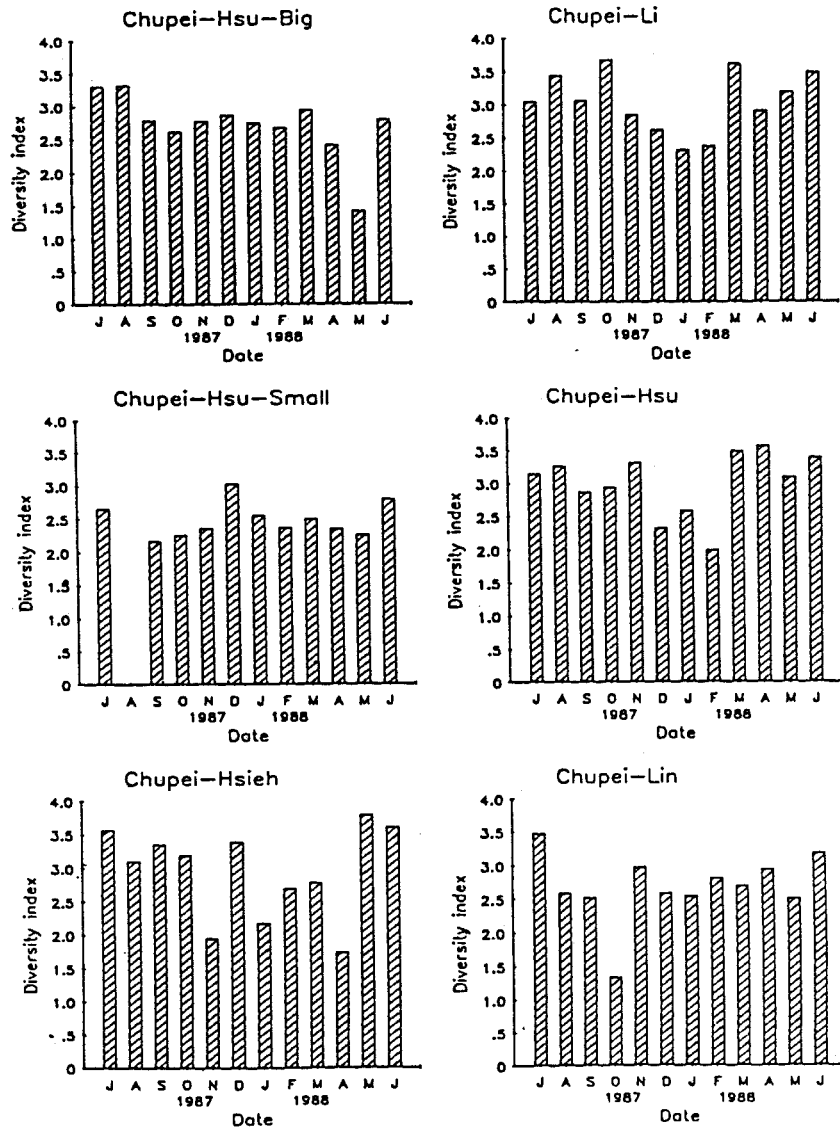 Chupei-Hsu-Big
Diversity index
4.0
3.5
3.0
2.5
2.0
1.5
1.0
.5
0
J A S O N D J F M A M J
1987 1988
Date
Chupei-Li
Diversity index
4.0
3.5
3.0
2.5
2.0
1.5
1.0
.5
0
J A S O N D J F M A M J
1987 1988
Date
Chupei-Hsu-Small
Diversity index
4.0
3.5
3.0
2.5
2.0
1.5
1.0
.5
0
J A S O N D J F M A M J
1987 1988
Date
Chupei-Hsu
Diversity index
4.0
3.5
3.0
2.5
2.0
1.5
1.0
.5
0
J A S O N D J F M A M J
1987 1988
Date
Chupei-Hsieh
Diversity index
4.0
3.5
3.0
2.5
2.0
1.5
1.0
.5
0
J A S O N D J F M A M J
1987 1988
Date
Chupei-Lin
Diversity index
4.0
3.5
3.0
2.5
2.0
1.5
1.0
.5
0
J A S O N D J F M A M J
1987 1988
Date